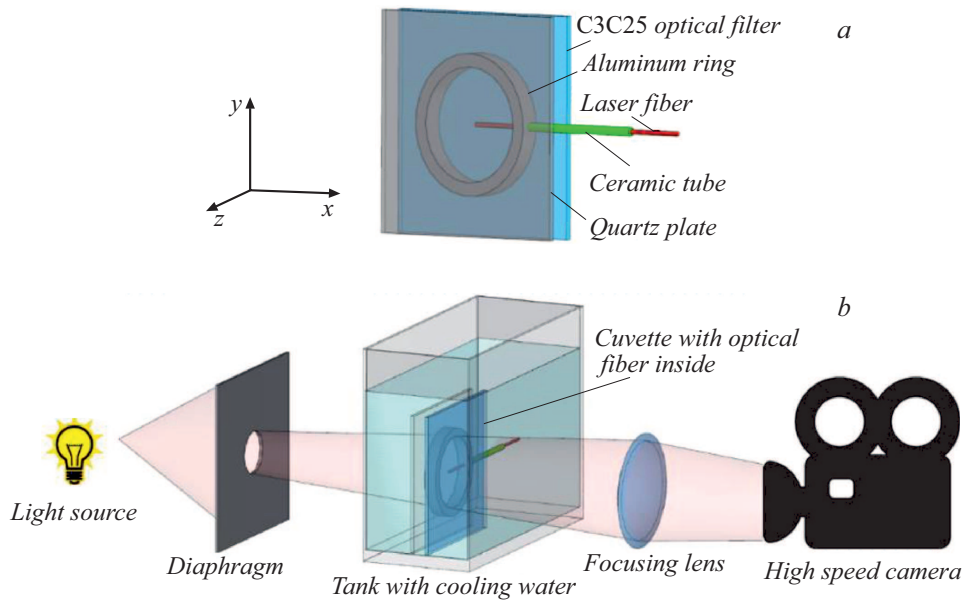 C3C25 optical filter
a
Aluminum ring
Laser fiber
y
Ceramic tube
x
z
Quartz plate
b
Cuvette with optical
fiber inside
Light source
Diaphragm
Tank with cooling water
Focusing lens
High speed camera